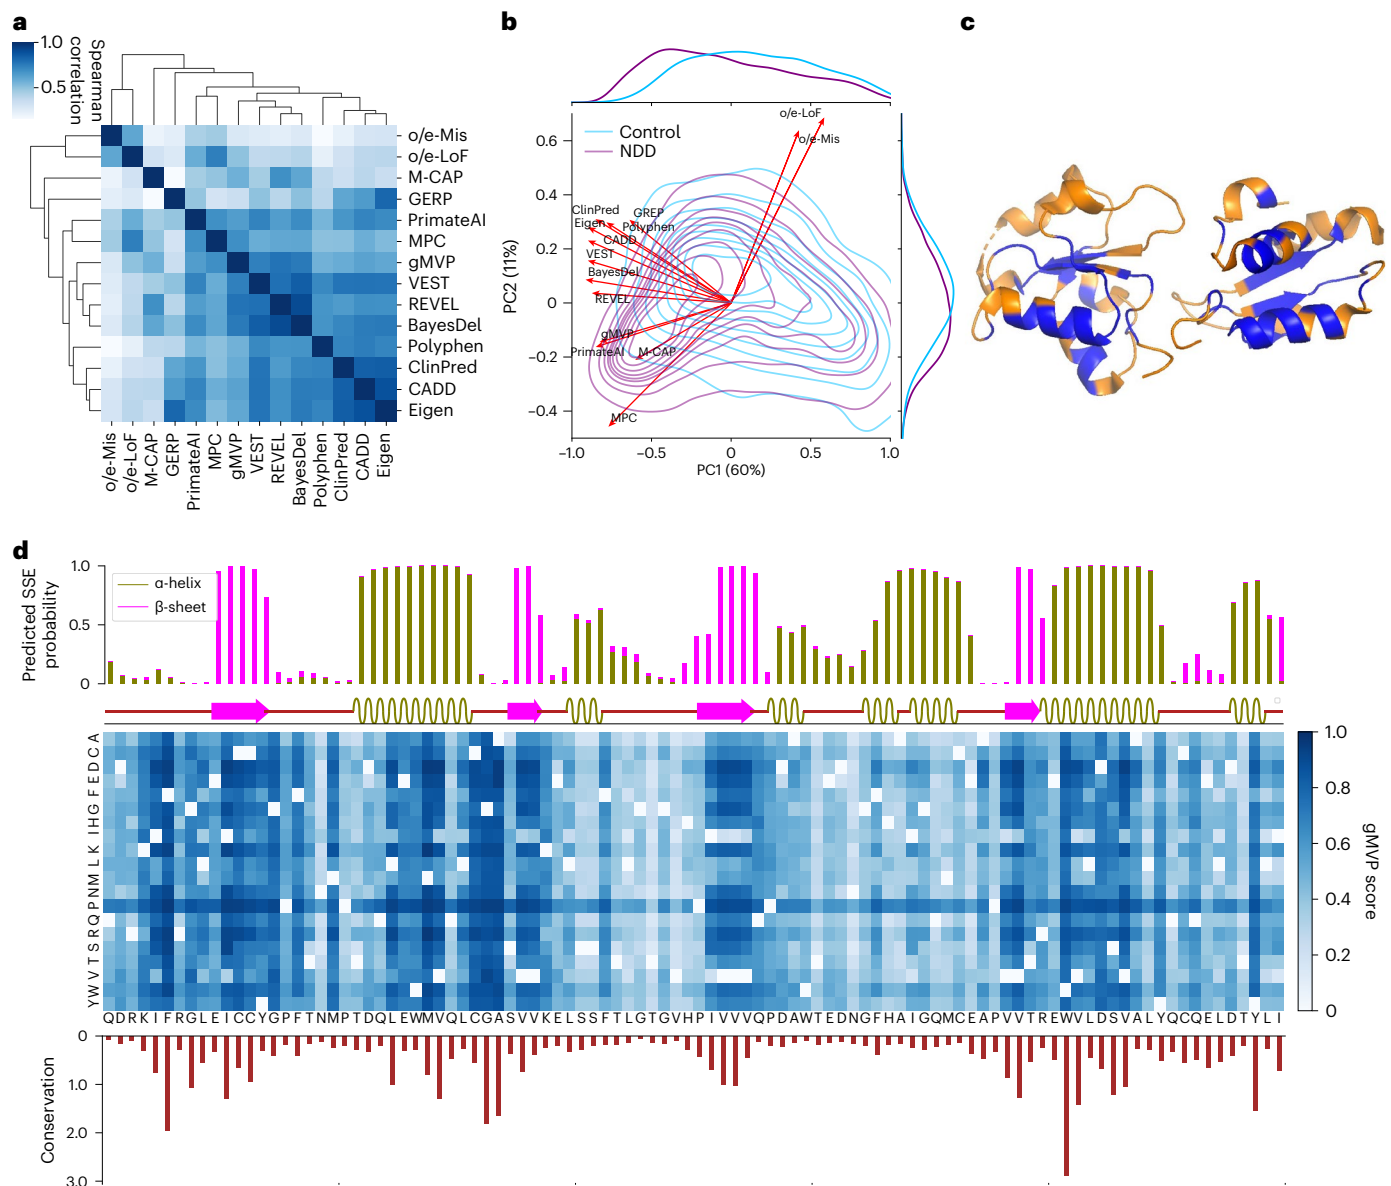 a
1.0
0.5
Spearman
correlation
o/e-Mis
o/e-LoF
M-CAP
GERP
PrimateAI
MPC
gMVP
VEST
REVEL
BayesDel
Polyphen
ClinPred
CADD
Eigen
o/e-Mis
o/e-LoF
M-CAP
GERP
PrimateAI
MPC
gMVP
VEST
REVEL
BayesDel
Polyphen
ClinPred
CADD
Eigen
b
Control
NDD
o/e-LoF
o/e-Mis
ClinPred
GREP
Eigen
Polyphen
CADD
VEST
BayesDel
REVEL
gMVP
PrimateAI
M-CAP
MPC
0.6
0.4
0.2
0
−0.2
−0.4
PC2 (11%)
−1.0
−0.5
0
0.5
1.0
PC1 (60%)
c
d
Predicted SSE
probability
1.0
0.5
0
α-helix
β-sheet
YWVTSRQPNMLKIHGFEDCA
QDRKIFRGLEICCYGPFTNMPTDQLEWMVQLCGASVVKELSSFTLGTGVHPIVVVQPDAWTEDNGFHAIGQMCEAPVVTREWVLDSVALYQCQELDTYLI
1.0
0.8
0.6
0.4
0.2
0
gMVP score
Conservation
0
1.0
2.0
3.0